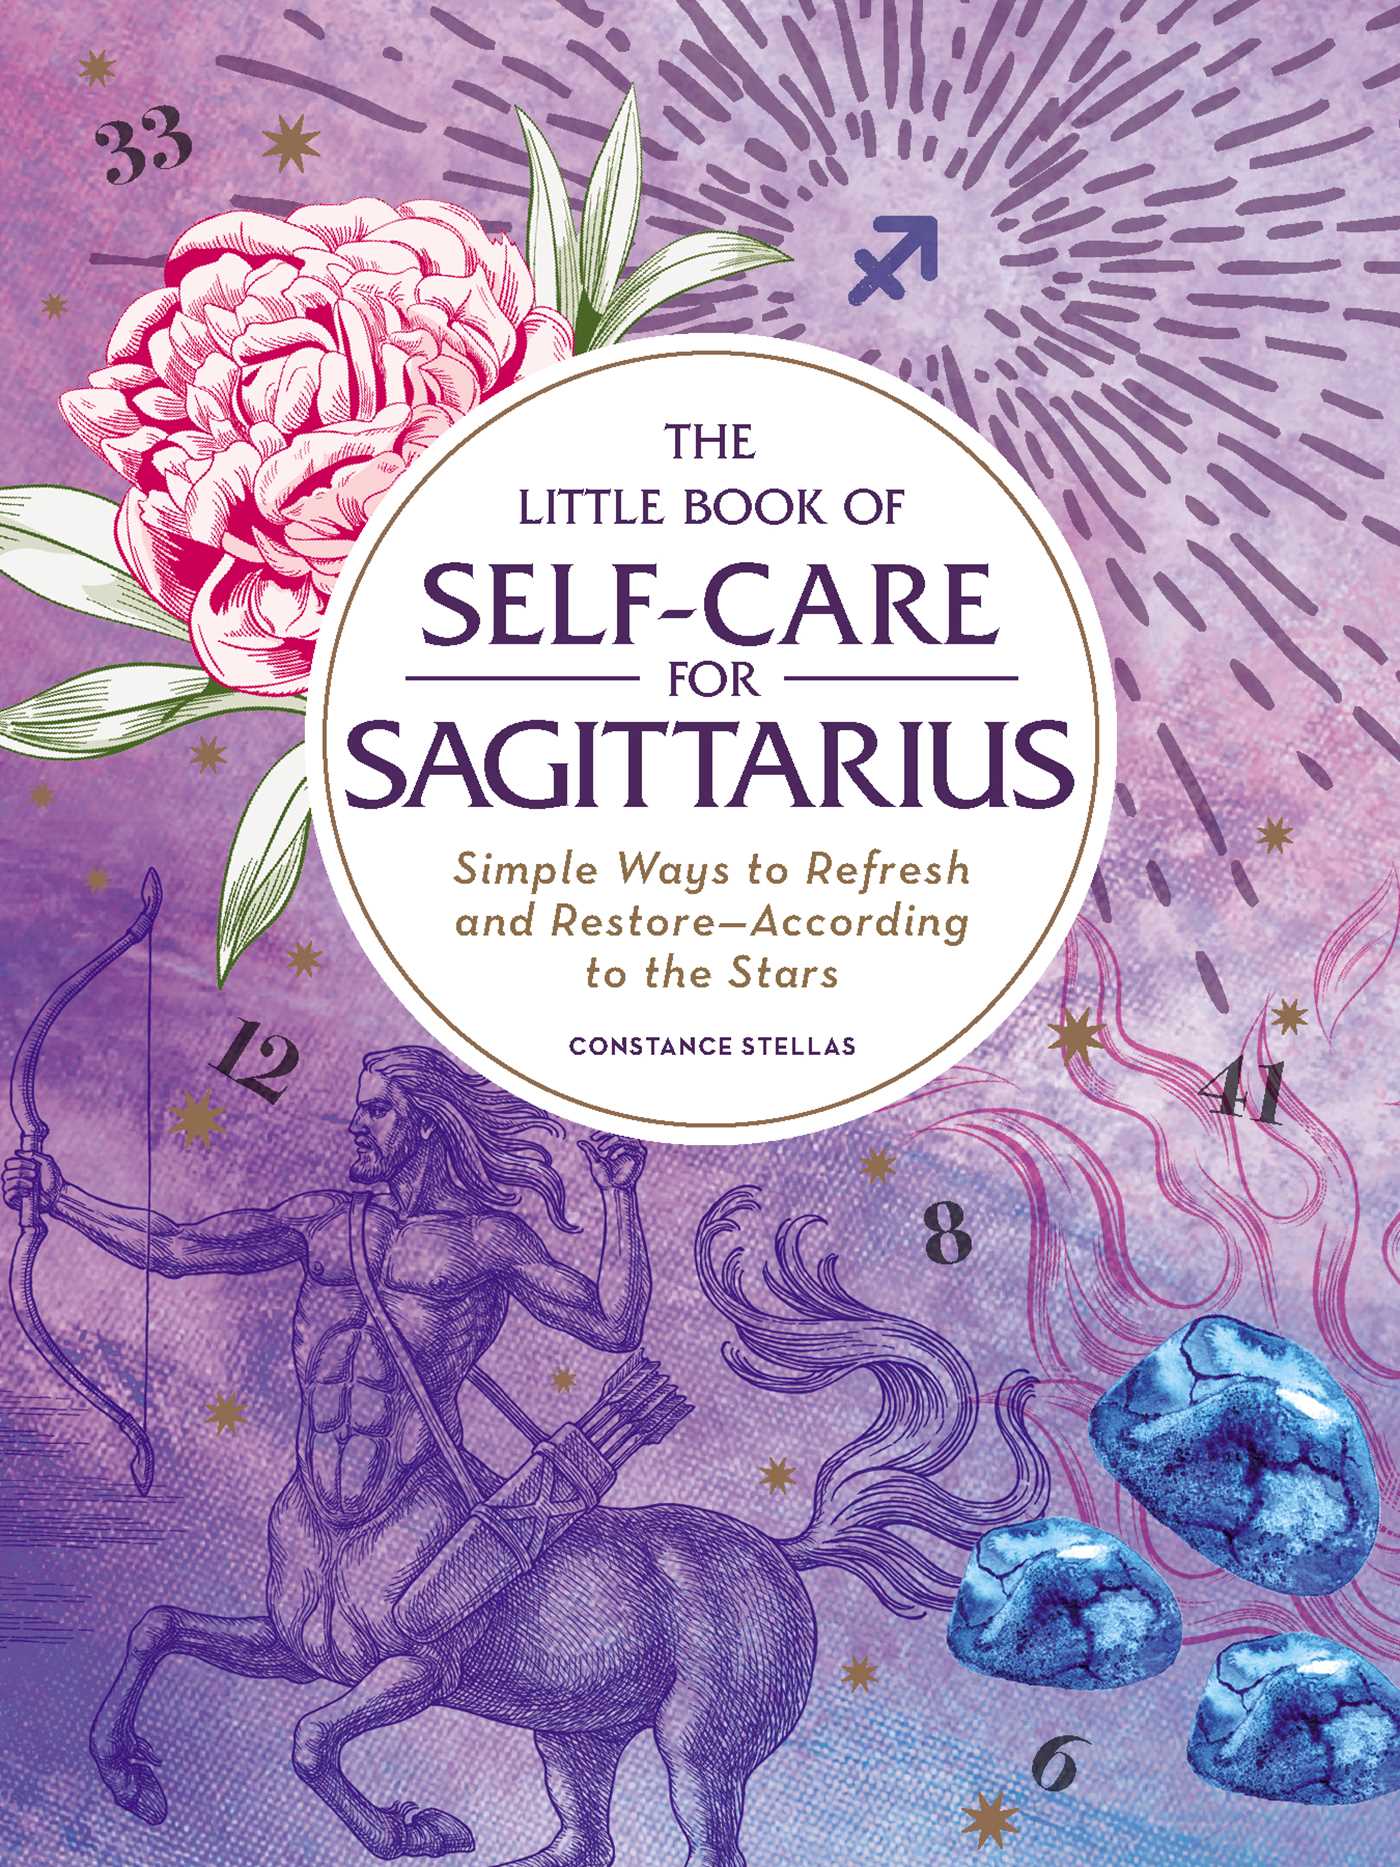 33
THE
LITTLE BOOK OF
SELF-CARE
FOR
SAGITTARIUS
Simple Ways to Refresh
and Restore—According
to the Stars
CONSTANCE STELLAS
12
41
8
6